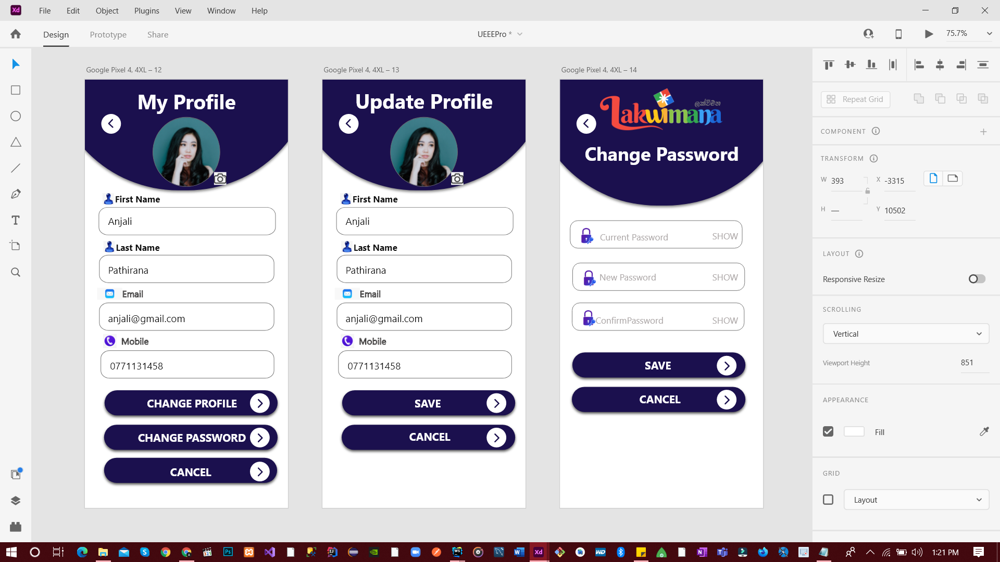 Xd File Edit Object Plugins View Window Help
Design Prototype Share
UEEEPro *
75.7%
Google Pixel 4, 4XL – 12
My Profile
First Name
Anjali
Last Name
Pathirana
Email
anjali@gmail.com
Mobile
0771131458
CHANGE PROFILE
CHANGE PASSWORD
CANCEL
Google Pixel 4, 4XL – 13
Update Profile
First Name
Anjali
Last Name
Pathirana
Email
anjali@gmail.com
Mobile
0771131458
SAVE
CANCEL
Google Pixel 4, 4XL – 14
ලක්විමන
Lakwimana
Change Password
Current Password SHOW
New Password SHOW
ConfirmPassword SHOW
SAVE
CANCEL
Repeat Grid
COMPONENT
TRANSFORM
W 393 X -3315
H — Y 10502
LAYOUT
Responsive Resize
SCROLLING
Vertical
Viewport Height 851
APPEARANCE
Fill
GRID
Layout
1:21 PM